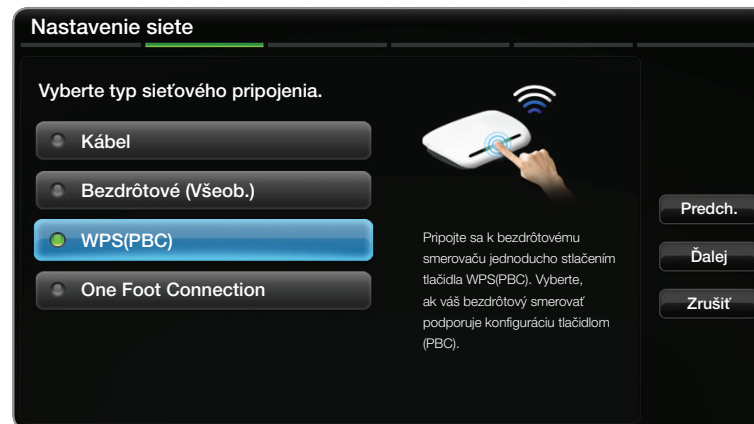 Nastavenie siete
Vyberte typ sieťového pripojenia.
Kábel
Bezdrôtové (Všeob.)
WPS(PBC)
One Foot Connection
Pripojte sa k bezdrôtovému
smerovaču jednoducho stlačením
tlačidla WPS(PBC). Vyberte,
ak váš bezdrôtový smerovať
podporuje konfiguráciu tlačidlom
(PBC).
Predch.
Ďalej
Zrušiť